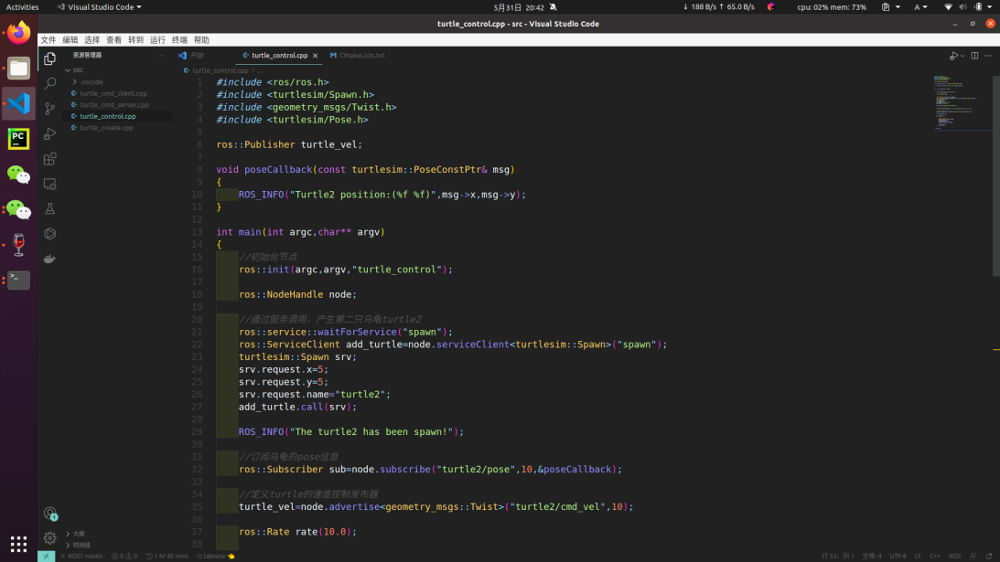 Activities
Visual Studio Code
5月31日 20:42
↓ 188 B/s ↑ 65.0 B/s
cpu: 02% mem: 73%
A
turtle_control.cpp - src - Visual Studio Code
文件 编辑 选择 查看 转到 运行 终端 帮助
资源管理器
开始
turtle_control.cpp
CMakeLists.txt
SRC
.vscode
turtle_cmd_client.cpp
turtle_cmd_server.cpp
turtle_control.cpp
turtle_create.cpp
PC
turtle_control.cpp > ...
1 #include <ros/ros.h>
2 #include <turtlesim/Spawn.h>
3 #include <geometry_msgs/Twist.h>
4 #include <turtlesim/Pose.h>
5
6 ros::Publisher turtle_vel;
7
8 void poseCallback(const turtlesim::PoseConstPtr& msg)
9 {
10 ROS_INFO("Turtle2 position:(%f %f)",msg->x,msg->y);
11 }
12
13 int main(int argc,char** argv)
14 {
15 //初始化节点
16 ros::init(argc,argv,"turtle_control");
17
18 ros::NodeHandle node;
19
20 //通过服务调用，产生第二只乌龟turtle2
21 ros::service::waitForService("spawn");
22 ros::ServiceClient add_turtle=node.serviceClient<turtlesim::Spawn>("spawn");
23 turtlesim::Spawn srv;
24 srv.request.x=5;
25 srv.request.y=5;
26 srv.request.name="turtle2";
27 add_turtle.call(srv);
28
29 ROS_INFO("The turtle2 has been spawn!");
30
31 //订阅乌龟的pose信息
32 ros::Subscriber sub=node.subscribe("turtle2/pose",10,&poseCallback);
33
34 //定义turtle的速度控制发布器
35 turtle_vel=node.advertise<geometry_msgs::Twist>("turtle2/cmd_vel",10);
36
37 ros::Rate rate(10.0);
38
大纲
时间线
1
ROS1.noetic
0 0
1 hr 40 mins
tabnine
行 53，列 1
空格: 4
UTF-8
LF
C++
ROS